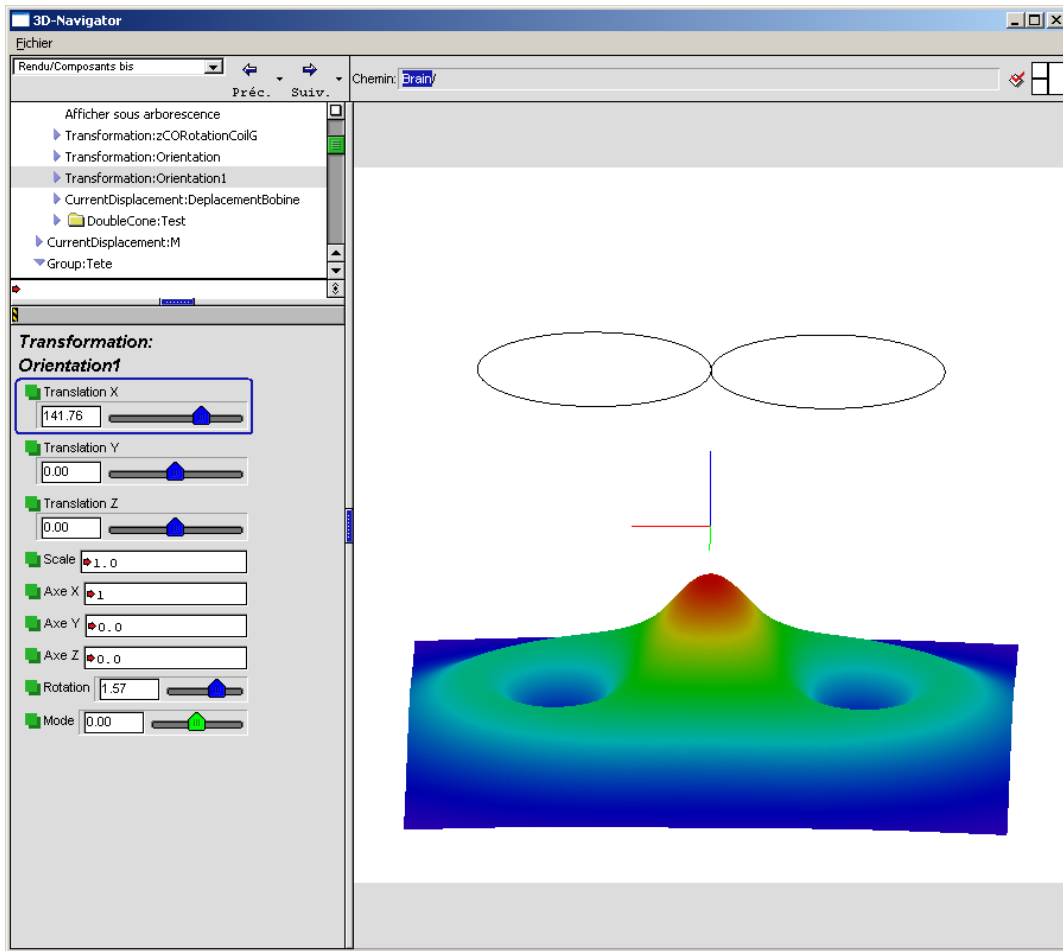 3D-Navigator
Fichier
Rendu/Composants bis
Préc. Suiv.
Chemin: Brain/
Afficher sous arborescence
Transformation:zCORotationCoilG
Transformation:Orientation
Transformation:Orientation1
CurrentDisplacement:DeplacementBobine
DoubleCone:Test
CurrentDisplacement:M
Group:Tete
Transformation:
Orientation1
Translation X
141.76
Translation Y
0.00
Translation Z
0.00
Scale 1.0
Axe X 1
Axe Y 0.0
Axe Z 0.0
Rotation 1.57
Mode 0.00